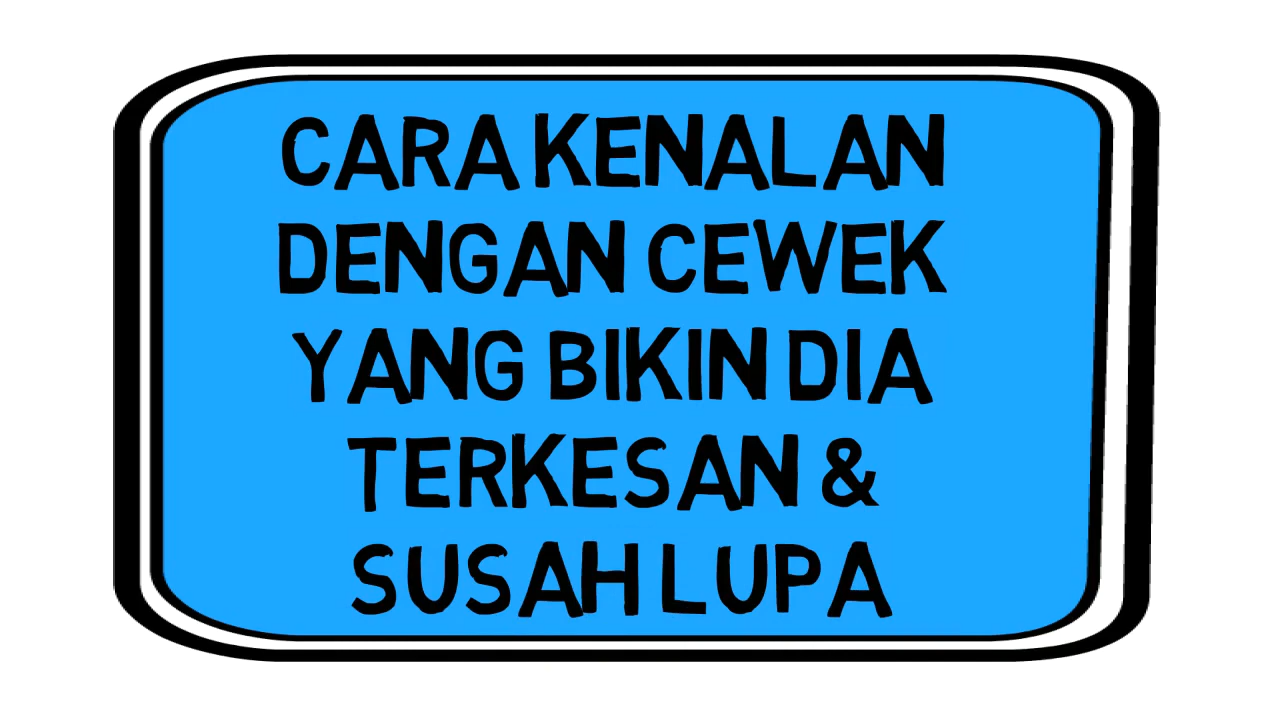 CARA KENALAN
DENGAN CEWEK
YANG BIKIN DIA
TERKESAN &
SUSAH LUPA